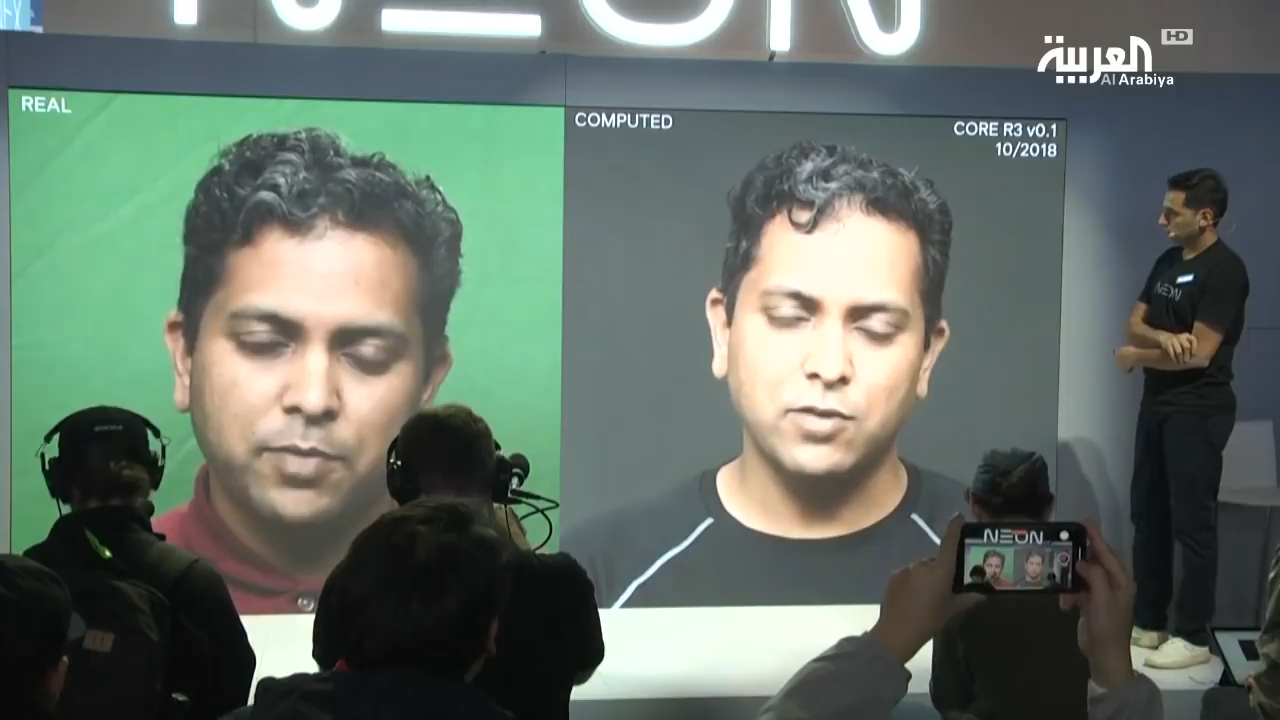 NEON
HD
العربية
Al Arabiya
REAL
COMPUTED
CORE R3 v0.1
10/2018
NEON
NEON